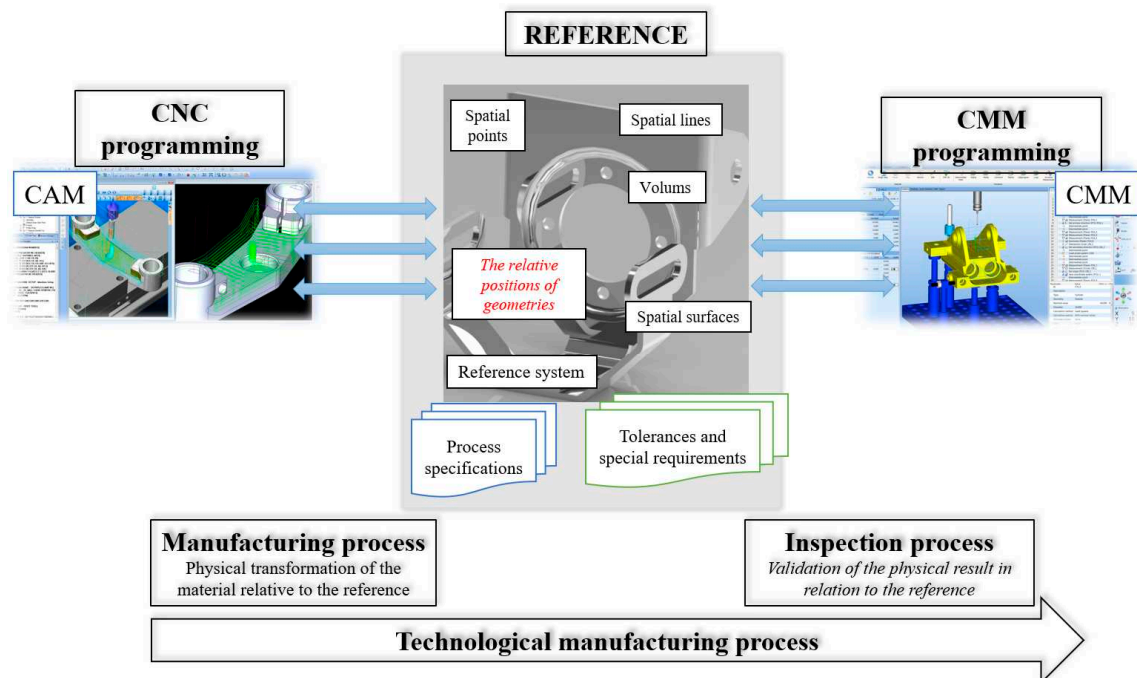 REFERENCE
CNC
programming
CAM
Spatial
points
Spatial lines
Volums
The relative
positions of
geometries
Spatial surfaces
Reference system
Process
specifications
Tolerances and
special requirements
CMM
programming
CMM
Manufacturing process
Physical transformation of the
material relative to the reference
Inspection process
Validation of the physical result in
relation to the reference
Technological manufacturing process